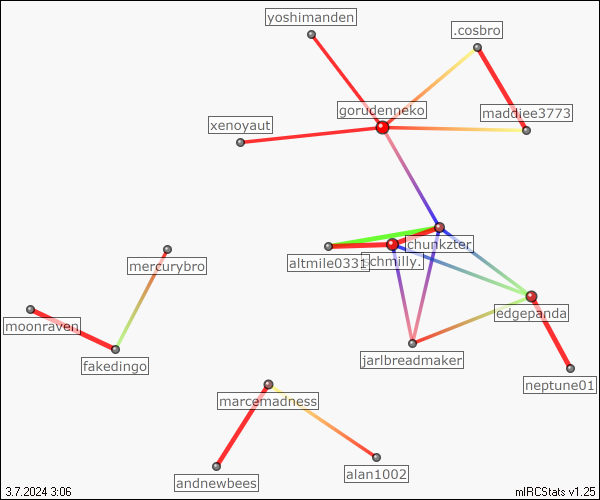 yoshimanden
.cosbro
gorudenneko
maddiee3773
xenoyaut
chunkzter
schmilly.
altmile0331
mercurybro
edgepanda
moonraven
jarlbreadmaker
fakedingo
neptune01
marcemadness
alan1002
andnewbees
3.7.2024 3:06
mIRCStats v1.25